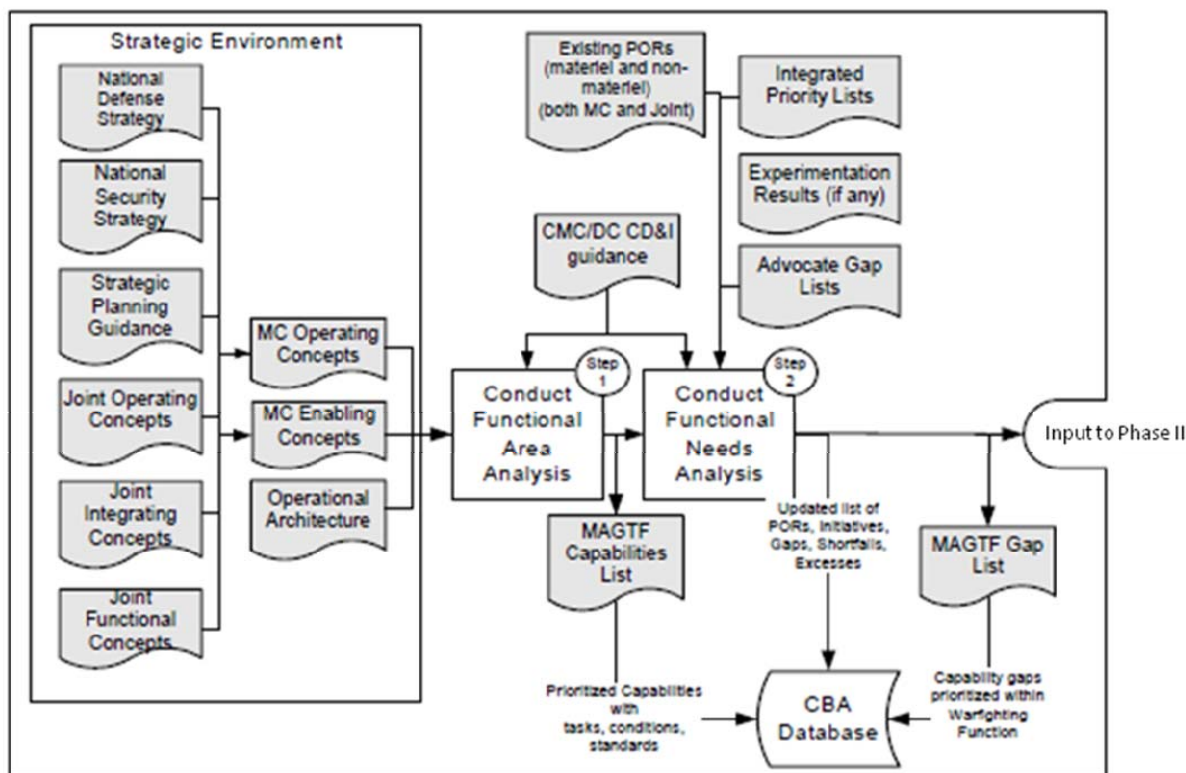 Strategic Environment
National
Defense
Strategy
National
Security
Strategy
Strategic
Planning
Guidance
Joint Operating
Concepts
Joint
Integrating
Concepts
Joint
Functional
Concepts
MC Operating
Concepts
MC Enabling
Concepts
Operational
Architecture
Existing PORs
(materiel and non-
materiel)
(both MC and Joint)
Integrated
Priority Lists
Experimentation
Results (if any)
CMC/DC CD&I
guidance
Advocate Gap
Lists
Step
1
Conduct
Functional
Area
Analysis
Step
2
Conduct
Functional
Needs
Analysis
Input to Phase II
MAGTF
Capabilities
List
Updated list of
PORs, Initiatives,
Gaps, Shortfalls,
Excesses
MAGTF Gap
List
Prioritized Capabilities
with
tasks, conditions,
standards
CBA
Database
Capability gaps
prioritized within
Warfighting
Function